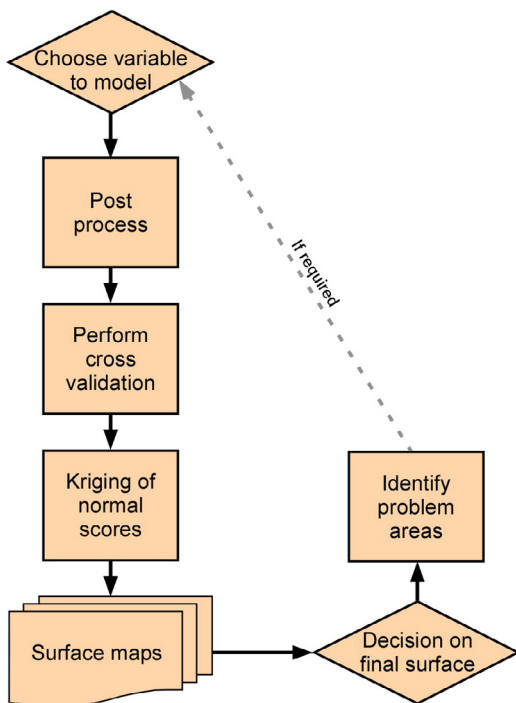 Choose variable
to model
Post
process
Perform
cross
validation
Kriging of
normal
scores
Surface maps
Decision on
final surface
Identify
problem
areas
If required